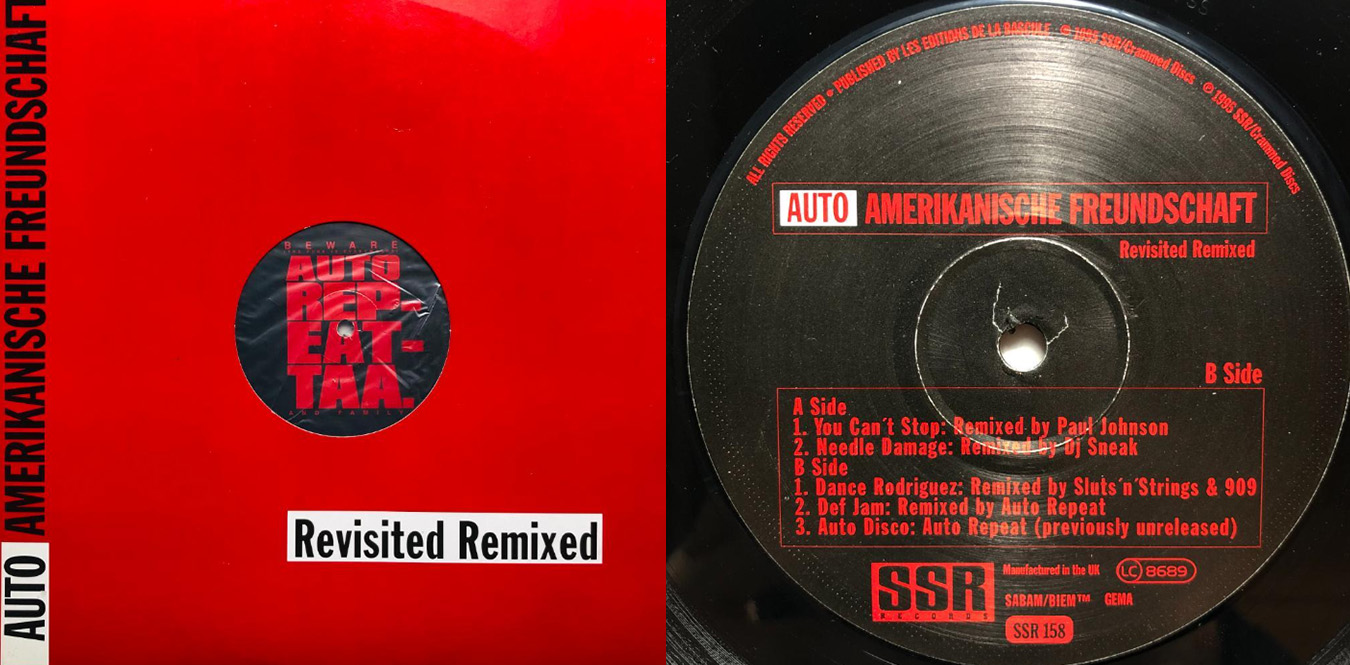 AUTO AMERIKANISCHE FREUNDSCHAFT
BEWARE
AUTO
REP-
EAT-
TAA.
AND FAMILY
Revisited Remixed
ALL RIGHTS RESERVED • PUBLISHED BY LES EDITIONS DE LA BASCULE © 1995 SSR/Crammed Discs ℗ 1995 SSR/Crammed Discs
AUTO AMERIKANISCHE FREUNDSCHAFT
Revisited Remixed
B Side
A Side
1. You Can´t Stop: Remixed by Paul Johnson
2. Needle Damage: Remixed by Dj Sneak
B Side
1. Dance Rodriguez: Remixed by Sluts´n´Strings & 909
2. Def Jam: Remixed by Auto Repeat
3. Auto Disco: Auto Repeat (previously unreleased)
SSR
RECORDS
Manufactured in the UK
LC 8689
SABAM/BIEM™ GEMA
SSR 158